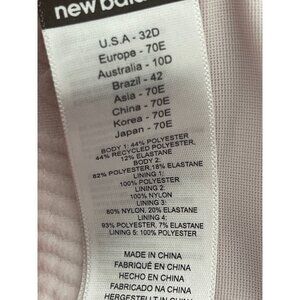 new bala
U.S.A - 32D
Europe - 70E
Australia - 10D
Brazil - 42
Asia - 70E
China - 70E
Korea - 70E
Japan - 70E
BODY 1: 44% POLYESTER,
44% RECYCLED POLYESTER,
12% ELASTANE
BODY 2:
82% POLYESTER,18% ELASTANE
LINING 1:
100% POLYESTER
LINING 2:
100% NYLON
LINING 3:
80% NYLON, 20% ELASTANE
LINING 4:
93% POLYESTER, 7% ELASTANE
LINING 5: 100% POLYESTER
MADE IN CHINA
FABRIQUÉ EN CHINA
HECHO EN CHINA
FABRICADO NA CHINA
HERGESTELLT IN CHINA